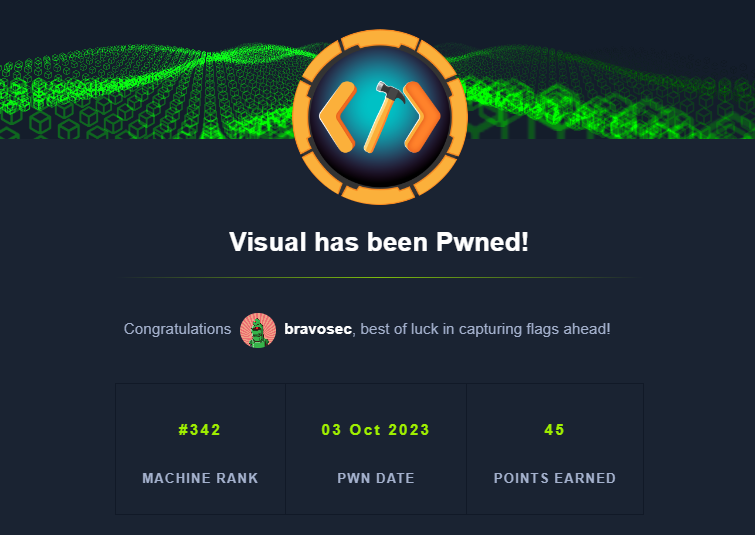 Visual has been Pwned!
Congratulations bravosec, best of luck in capturing flags ahead!
#342 03 Oct 2023 45
MACHINE RANK PWN DATE POINTS EARNED